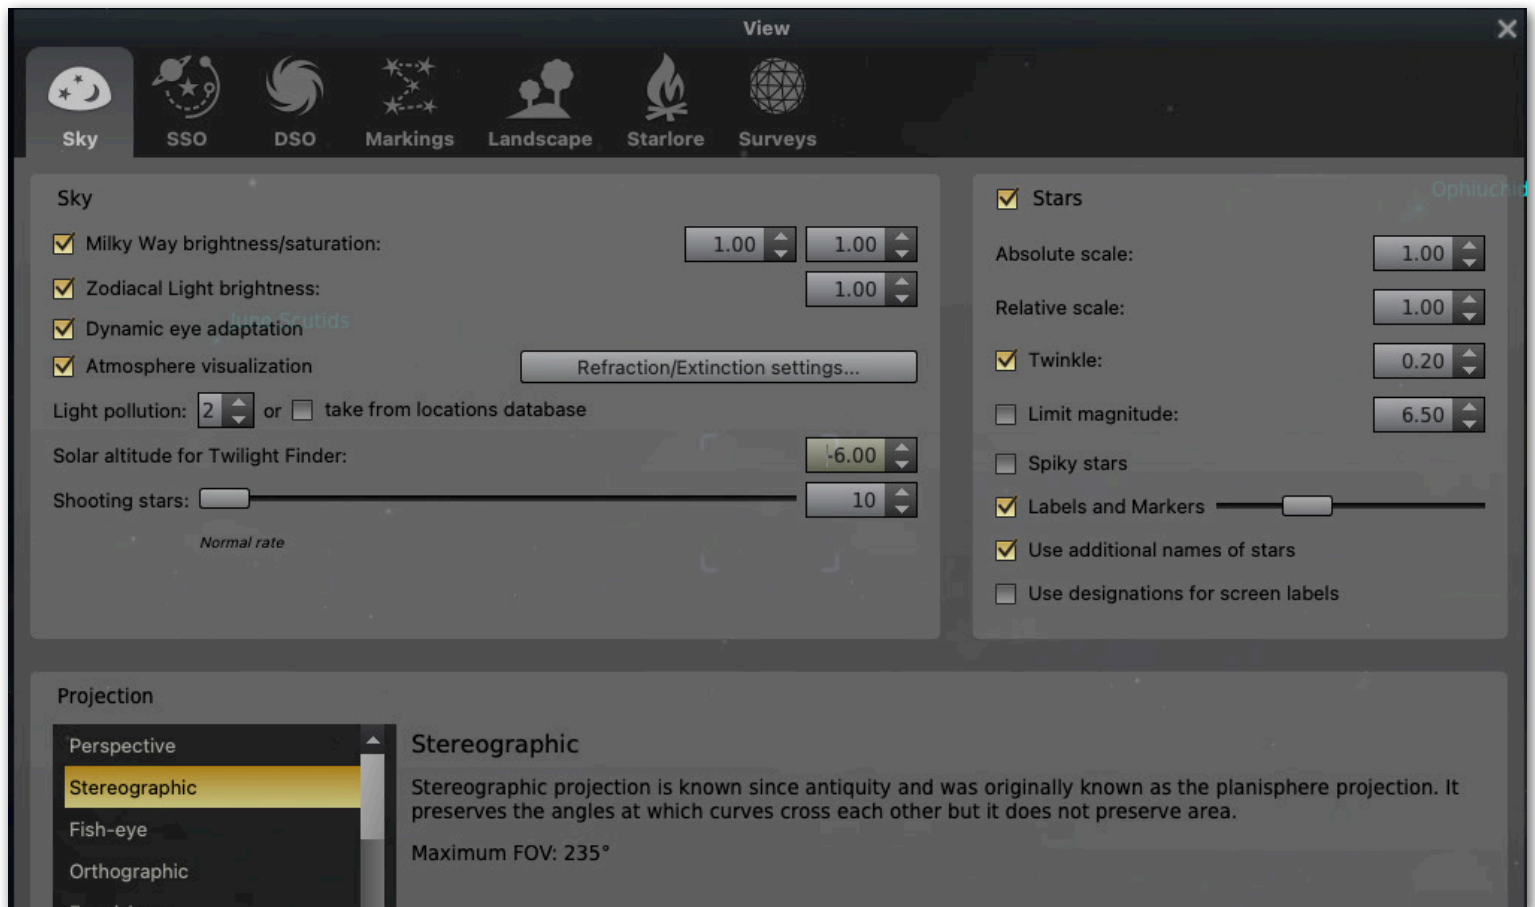 View
Sky SSO DSO Markings Landscape Starlore Surveys
Sky
Milky Way brightness/saturation: 1.00 1.00
Zodiacal Light brightness: 1.00
Dynamic eye adaptation
June Scutids
Atmosphere visualization Refraction/Extinction settings...
Light pollution: 2 or take from locations database
Solar altitude for Twilight Finder: -6.00
Shooting stars: 10
Normal rate
Stars
Ophiuchid
Absolute scale: 1.00
Relative scale: 1.00
Twinkle: 0.20
Limit magnitude: 6.50
Spiky stars
Labels and Markers
Use additional names of stars
Use designations for screen labels
Projection
Perspective
Stereographic
Fish-eye
Orthographic
Stereographic
Stereographic projection is known since antiquity and was originally known as the planisphere projection. It
preserves the angles at which curves cross each other but it does not preserve area.
Maximum FOV: 235°